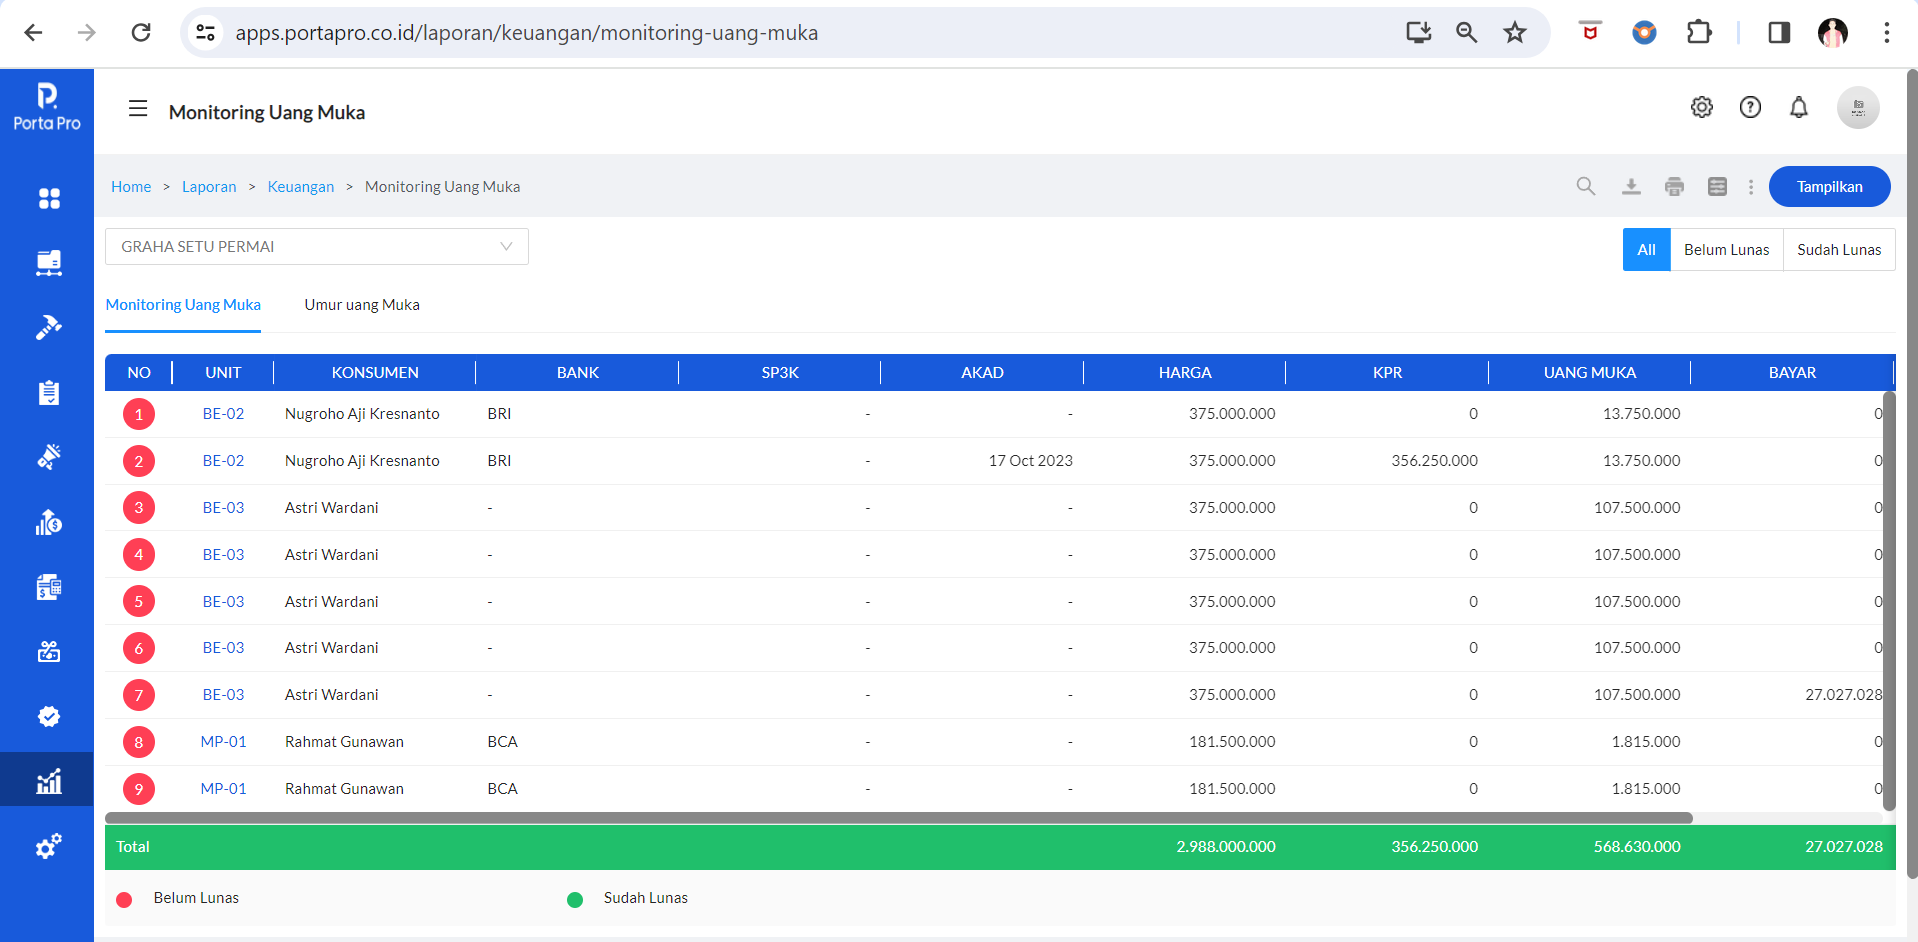 apps.portapro.co.id/laporan/keuangan/monitoring-uang-muka
Porta Pro
Monitoring Uang Muka
Home > Laporan > Keuangan > Monitoring Uang Muka
Tampilkan
GRAHA SETU PERMAI
All Belum Lunas Sudah Lunas
Monitoring Uang Muka Umur uang Muka
NO UNIT KONSUMEN BANK SP3K AKAD HARGA KPR UANG MUKA BAYAR
1 BE-02 Nugroho Aji Kresnanto BRI - - 375.000.000 0 13.750.000 0
2 BE-02 Nugroho Aji Kresnanto BRI - 17 Oct 2023 375.000.000 356.250.000 13.750.000 0
3 BE-03 Astri Wardani - - - 375.000.000 0 107.500.000 0
4 BE-03 Astri Wardani - - - 375.000.000 0 107.500.000 0
5 BE-03 Astri Wardani - - - 375.000.000 0 107.500.000 0
6 BE-03 Astri Wardani - - - 375.000.000 0 107.500.000 0
7 BE-03 Astri Wardani - - - 375.000.000 0 107.500.000 27.027.028
8 MP-01 Rahmat Gunawan BCA - - 181.500.000 0 1.815.000 0
9 MP-01 Rahmat Gunawan BCA - - 181.500.000 0 1.815.000 0
Total 2.988.000.000 356.250.000 568.630.000 27.027.028
Belum Lunas Sudah Lunas